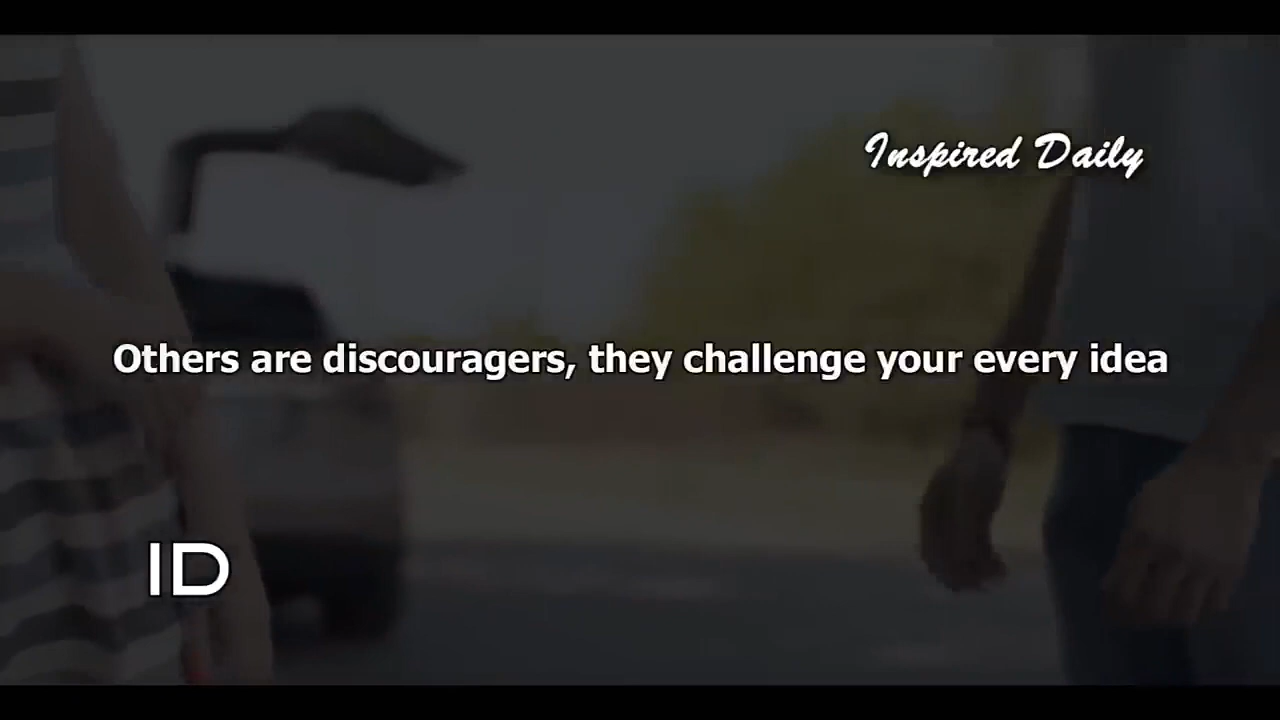 Inspired Daily
Others are discouragers, they challenge your every idea
ID